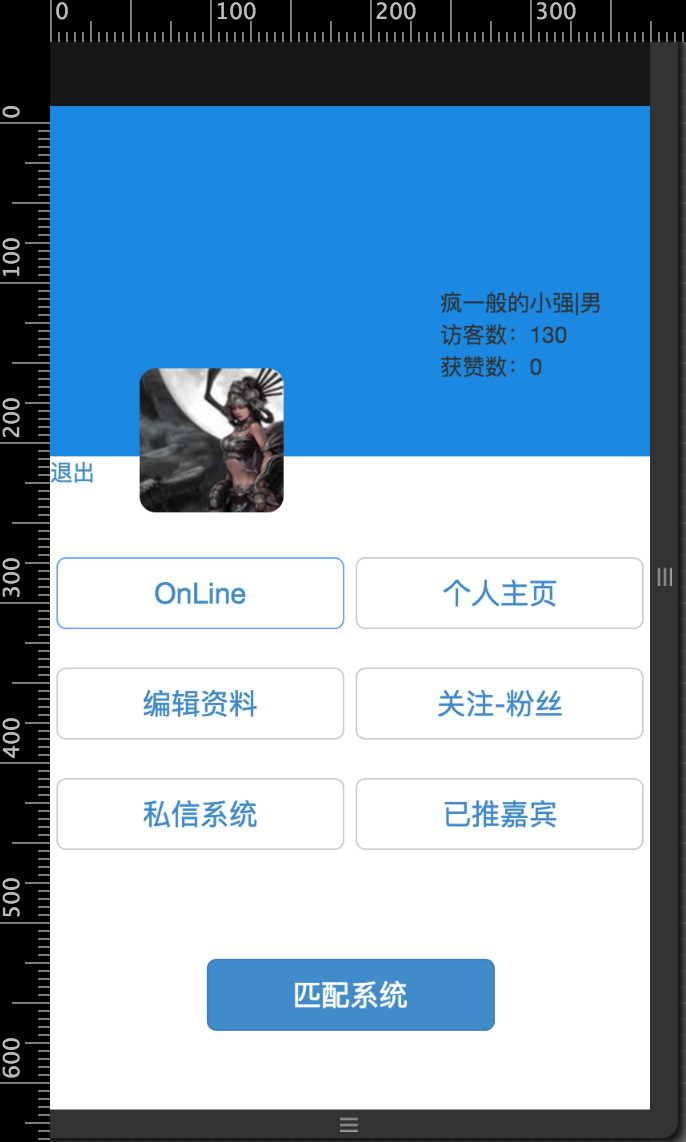 0 100 200 300
0
100
200
300
400
500
600
疯一般的小强|男
访客数：130
获赞数：0
退出
OnLine 个人主页
编辑资料 关注-粉丝
私信系统 已推嘉宾
匹配系统